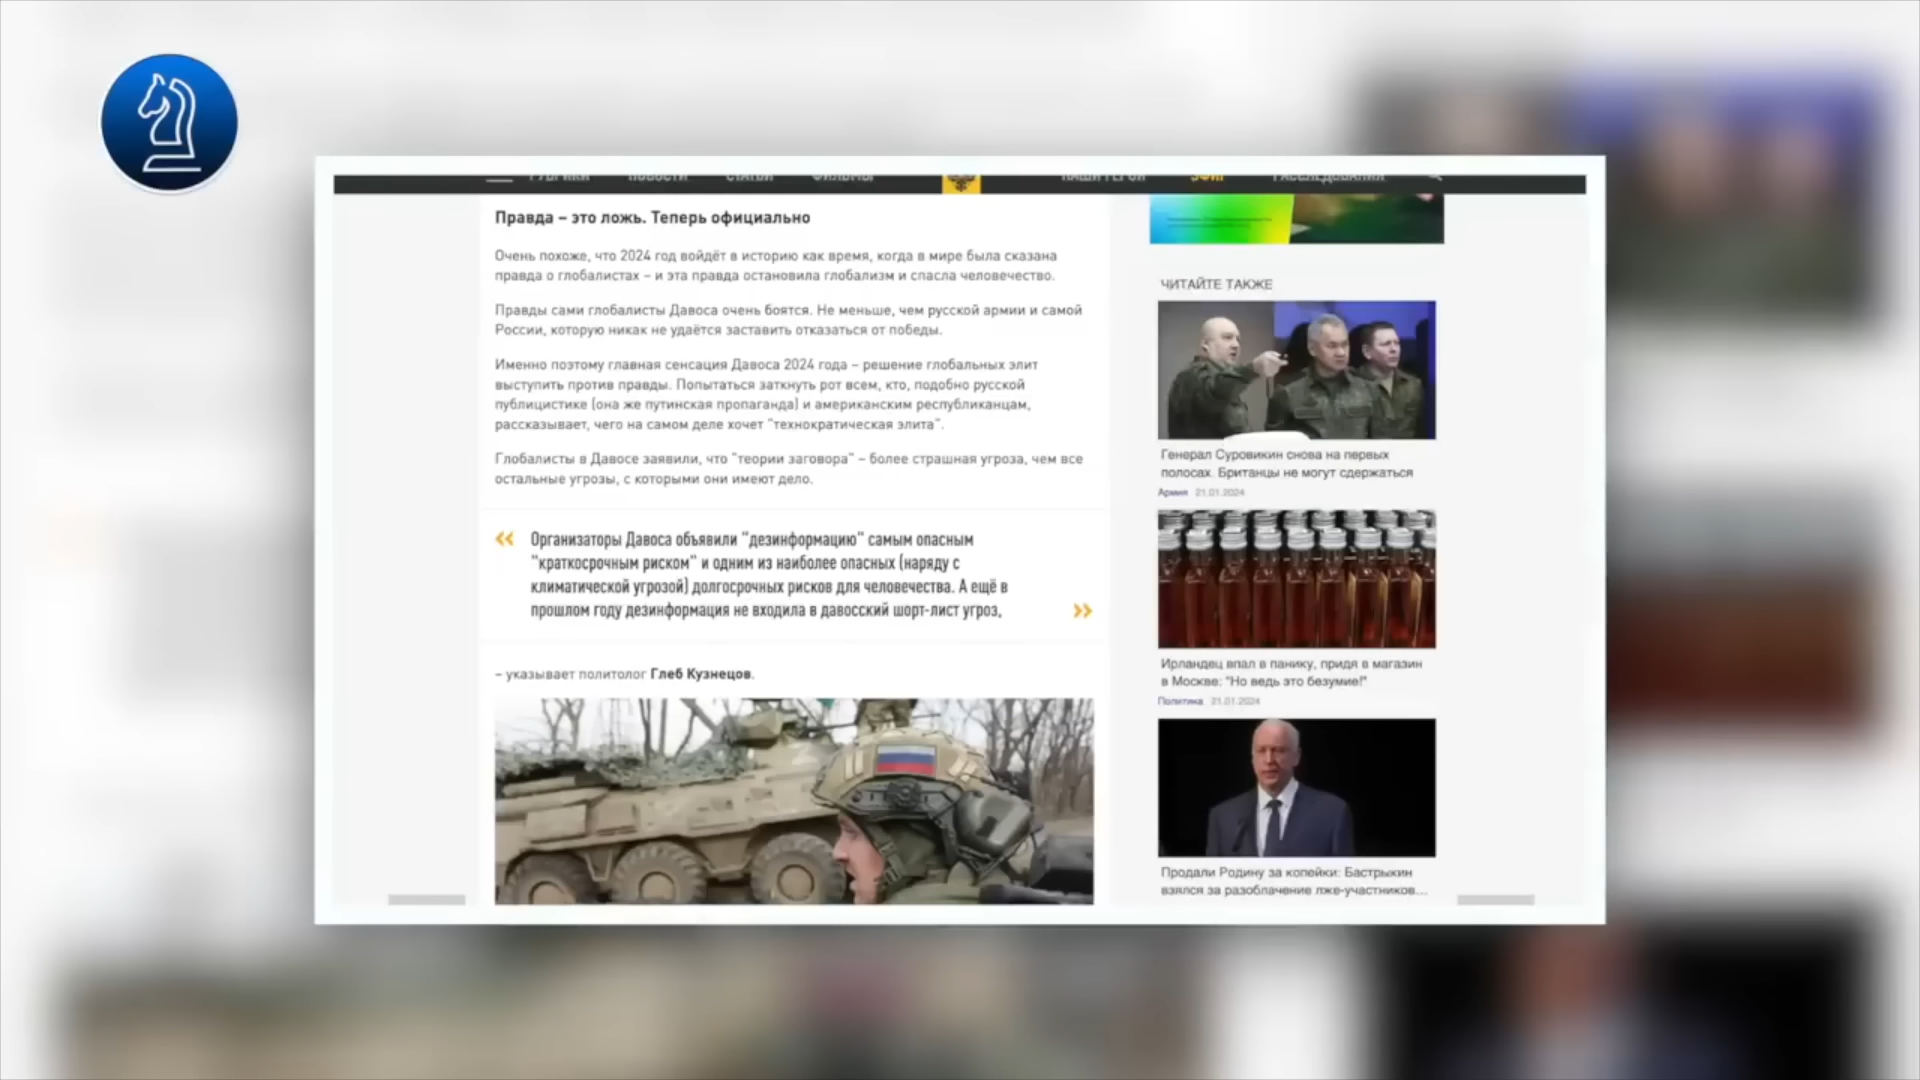 РУБРИКИ НОВОСТИ СТАТЬИ ФИЛЬМЫ НАШИ ГЕРОИ ЭФИР РАССЛЕДОВАНИЯ
Правда – это ложь. Теперь официально
Очень похоже, что 2024 год войдёт в историю как время, когда в мире была сказана
правда о глобалистах – и эта правда остановила глобализм и спасла человечество.
Правды сами глобалисты Давоса очень боятся. Не меньше, чем русской армии и самой
России, которую никак не удаётся заставить отказаться от победы.
Именно поэтому главная сенсация Давоса 2024 года – решение глобальных элит
выступить против правды. Попытаться заткнуть рот всем, кто, подобно русской
публицистике (она же путинская пропаганда) и американским республиканцам,
рассказывает, чего на самом деле хочет "технократическая элита".
Глобалисты в Давосе заявили, что "теории заговора" – более страшная угроза, чем все
остальные угрозы, с которыми они имеют дело.
« Организаторы Давоса объявили "дезинформацию" самым опасным
"краткосрочным риском" и одним из наиболее опасных (наряду с
климатической угрозой) долгосрочных рисков для человечества. А ещё в
прошлом году дезинформация не входила в давосский шорт-лист угроз, »
– указывает политолог Глеб Кузнецов.
ЧИТАЙТЕ ТАКЖЕ
Генерал Суровикин снова на первых
полосах. Британцы не могут сдержаться
Армия 21.01.2024
Ирландец впал в панику, придя в магазин
в Москве: "Но ведь это безумие!"
Политика 21.01.2024
Продали Родину за копейки: Бастрыкин
взялся за разоблачение лже-участников...